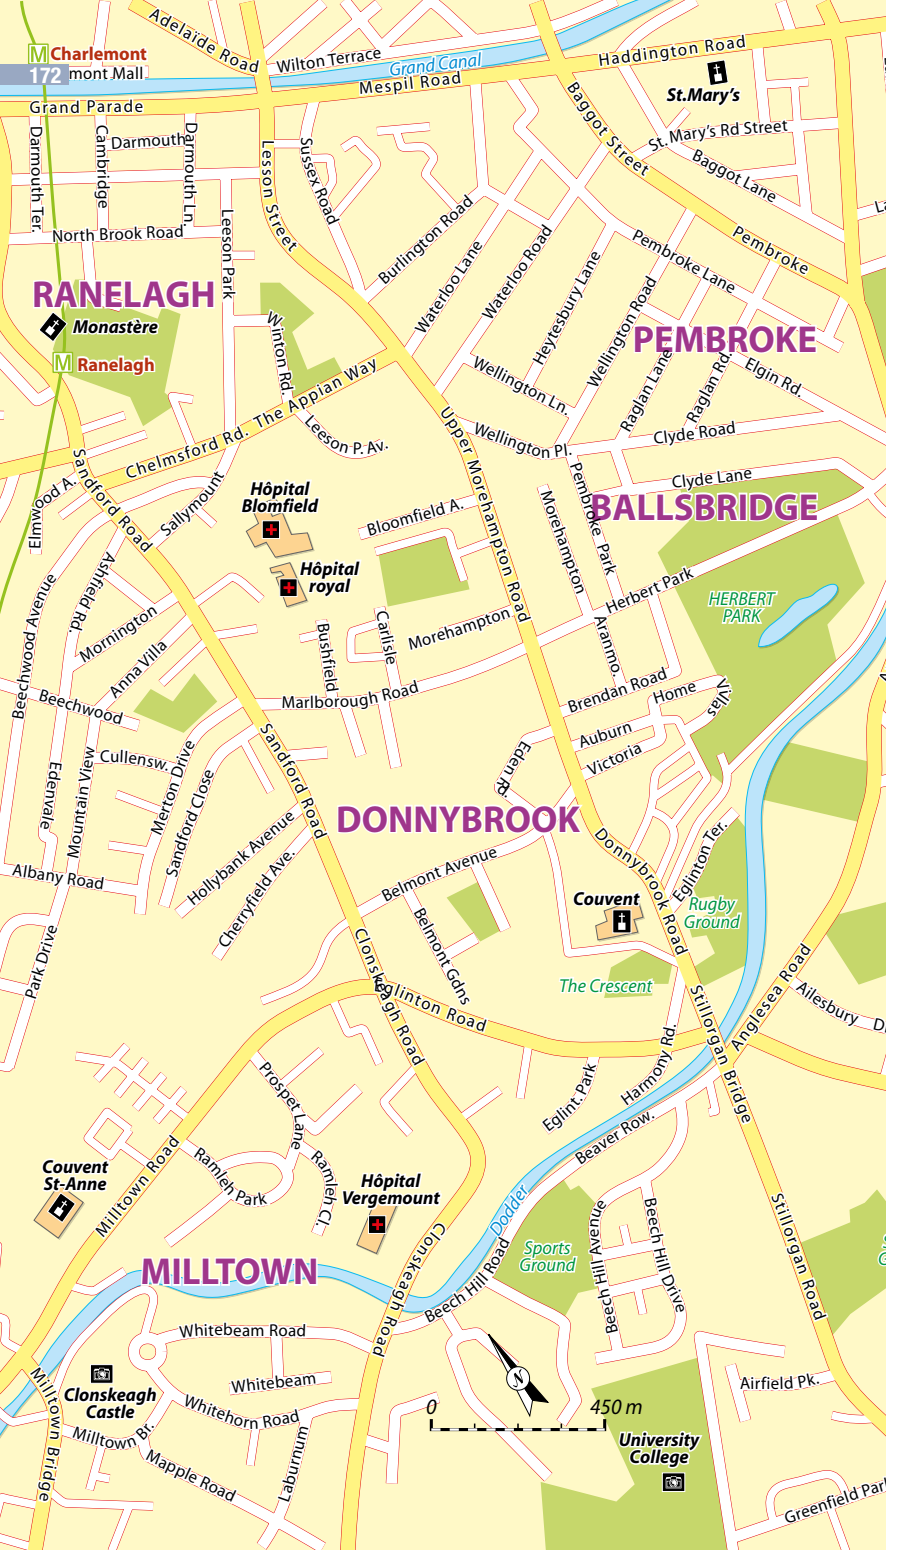 Adelaïde Road
Wilton Terrace
Grand Canal
Haddington Road
M Charlemont
172 mont Mall
Mespil Road
Grand Parade
St.Mary's
Baggot Street
St. Mary's Rd Street
Baggot Lane
La
Darmouth Ter.
Cambridge
Darmouth
Darmouth Ln.
Lesson Street
Sussex Road
North Brook Road
Leeson Park
Burlington Road
Waterloo Lane
Waterloo Road
Heytesbury Lane
Wellington Road
Pembroke Lane
Pembroke
RANELAGH
Monastère
M Ranelagh
PEMBROKE
Winton Rd.
Raglan Lane
Raglan Rd.
Elgin Rd.
Wellington Ln.
Chelmsford Rd. The Appian Way
Leeson P. Av.
Upper Morehampton Road
Wellington Pl.
Clyde Road
Clyde Lane
Elmwood A.
Sandford Road
Sallymount
Hôpital
Blomfield
Bloomfield A.
Morehampton
Pembroke Park
BALLSBRIDGE
Hôpital
royal
Herbert Park
HERBERT
PARK
Beechwood Avenue
Ashfield Rd.
Mornington
Anna Villa
Bushfield
Carlisle
Morehampton
Aranmo.
Marlborough Road
Brendan Road
Home
Villas
Beechwood
Auburn
Victoria
Eden R.
Cullensw.
Edenvale
Mountain View
Merton Drive
Sandford Close
Sandford Road
DONNYBROOK
Hollybank Avenue
Cherryfield Ave.
Albany Road
Belmont Avenue
Belmont Gdns
Donnybrook Road
Eglinton Ter.
Couvent
Rugby
Ground
Park Drive
The Crescent
Clonskeagh Road
Eglinton Road
Stillorgan Bridge
Anglesea Road
Ailesbury D
A
Prospet Lane
Eglint. Park
Harmony Rd.
Beaver Row.
Couvent
St-Anne
Milltown Road
Ramleh Park
Ramleh Cl.
Hôpital
Vergemount
Dodder
Clonskeagh Road
Beech Hill Road
Sports
Ground
Beech Hill Avenue
Beech Hill Drive
Stillorgan Road
G
MILLTOWN
Whitebeam Road
Whitebeam
Clonskeagh
Castle
Whitehorn Road
Milltown Bridge
Milltown Br.
Mapple Road
Laburnum
N
0 450 m
Airfield Pk.
University
College
Greenfield Park